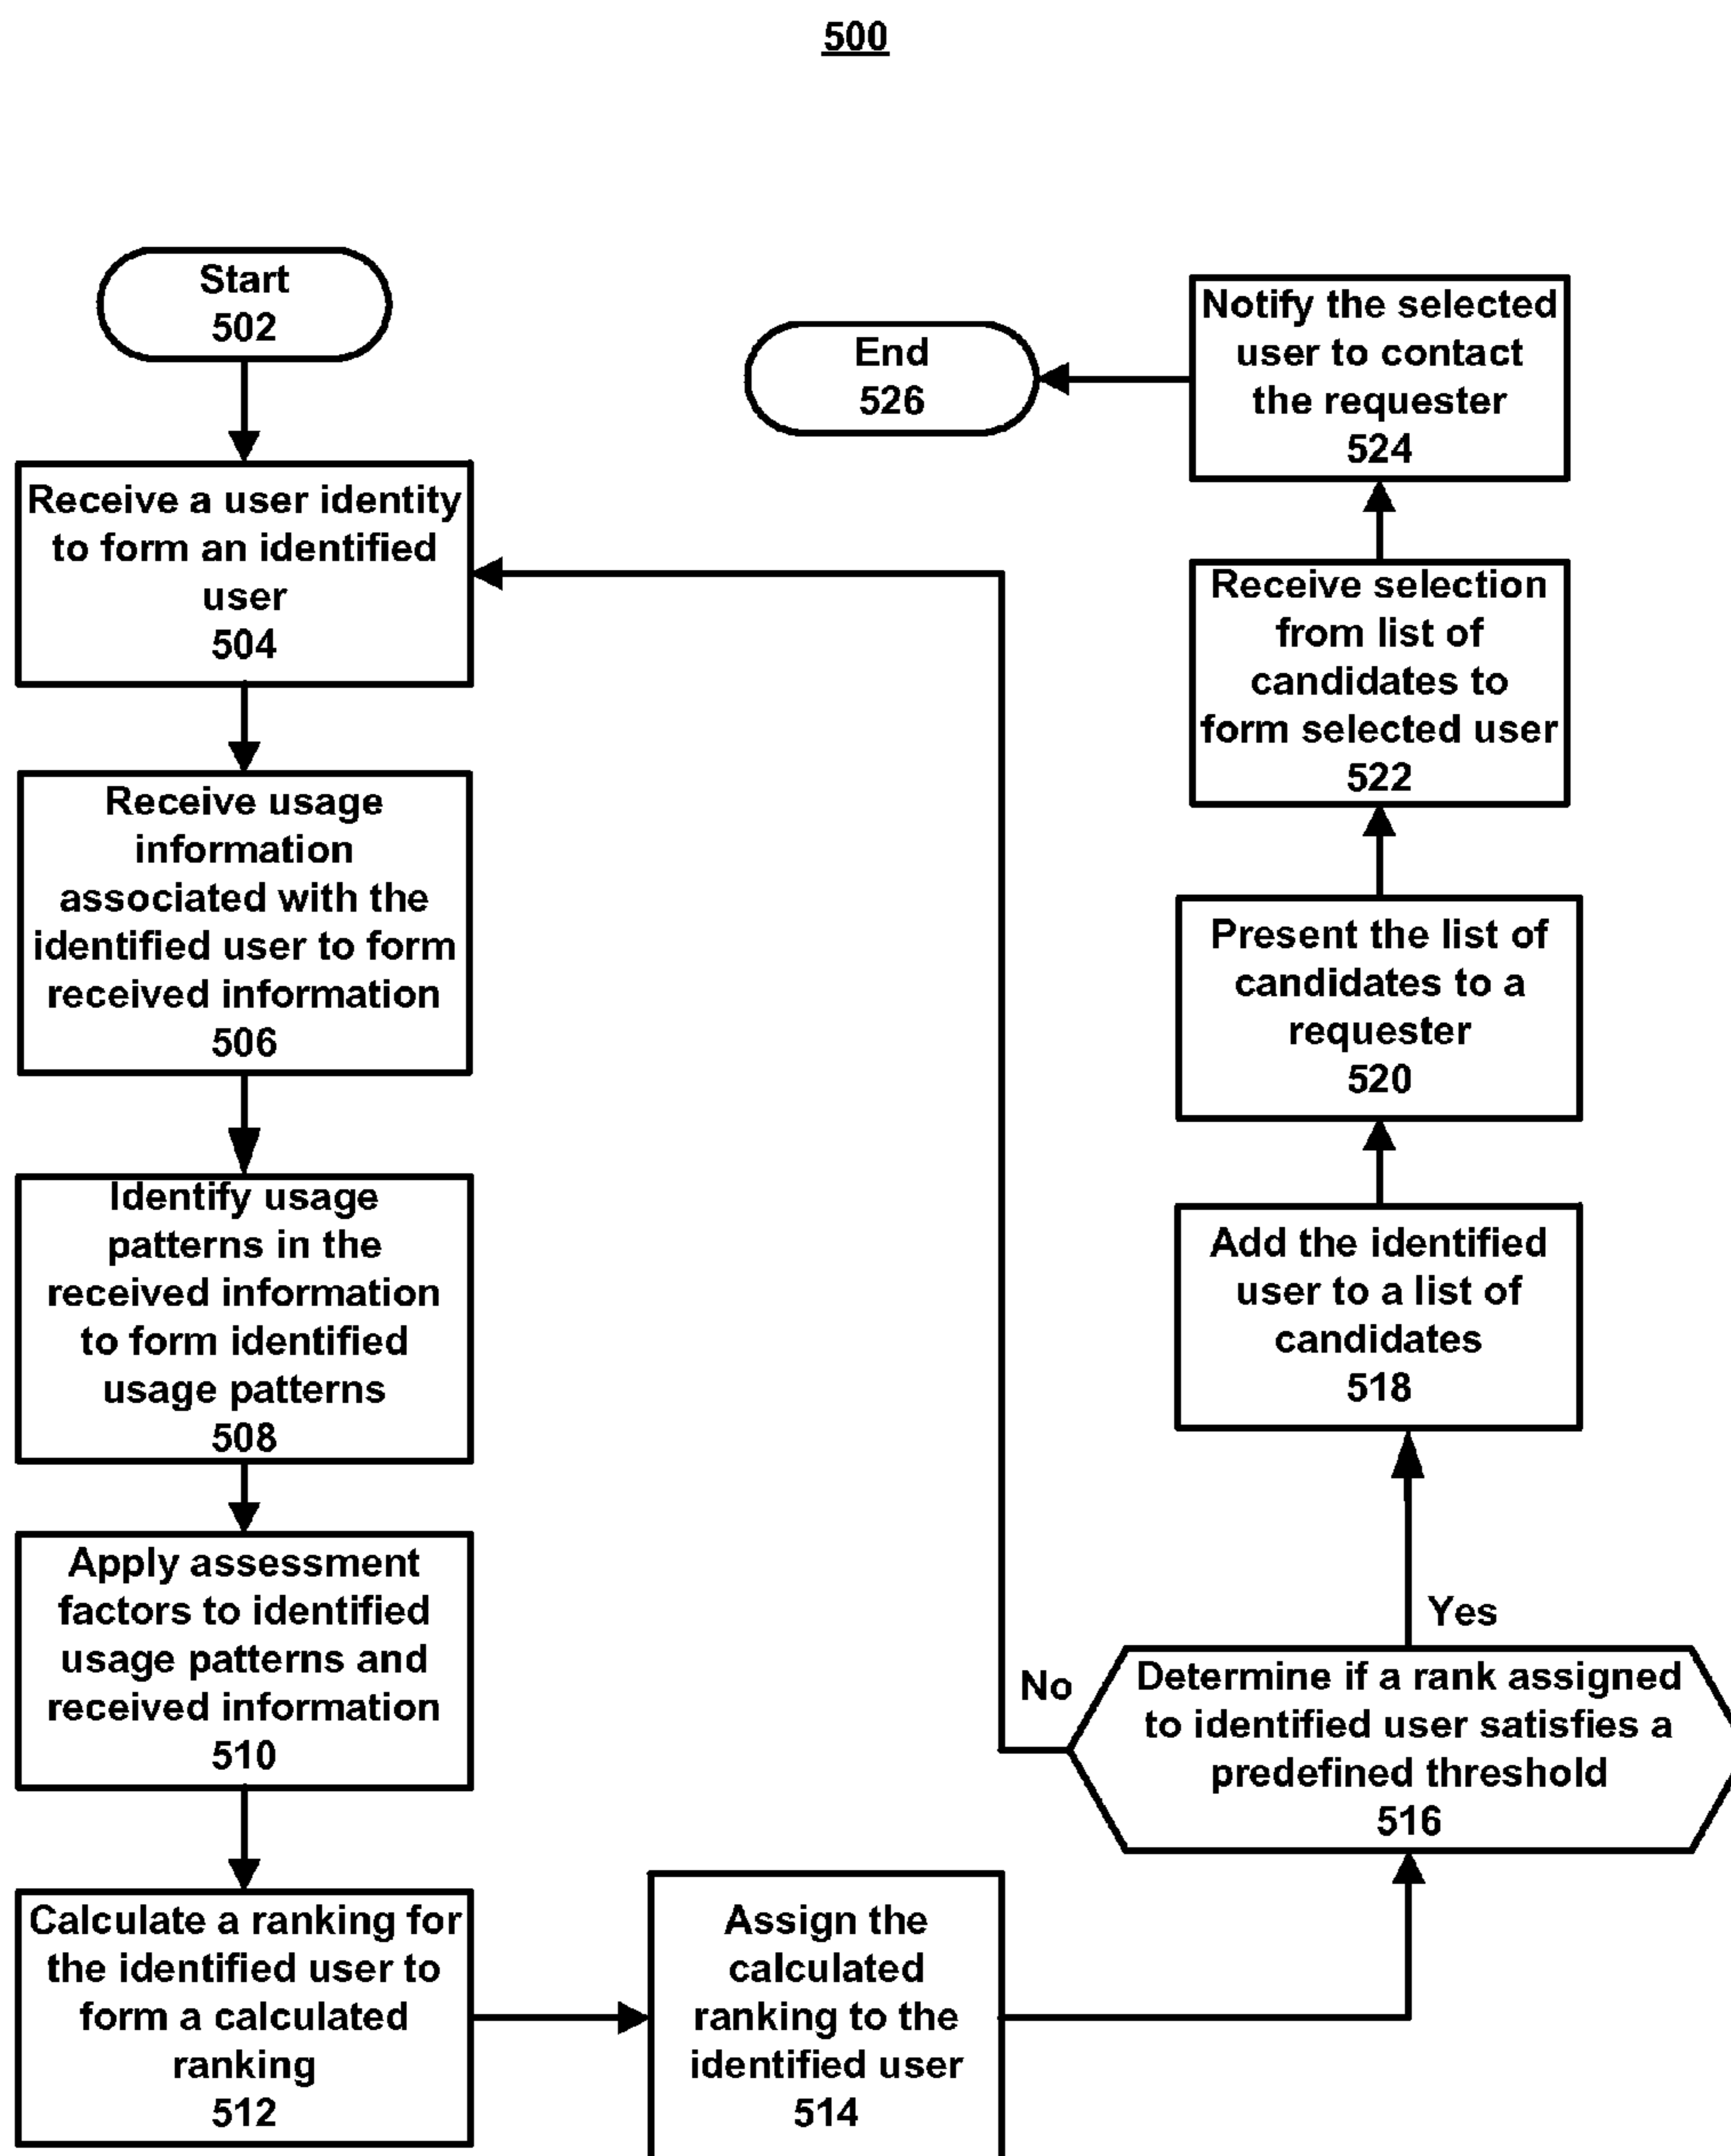 500
Start
502
Receive a user identity
to form an identified
user
504
Receive usage
information
associated with the
identified user to form
received information
506
Identify usage
patterns in the
received information
to form identified
usage patterns
508
Apply assessment
factors to identified
usage patterns and
received information
510
Calculate a ranking for
the identified user to
form a calculated
ranking
512
Assign the
calculated
ranking to the
identified user
514
Determine if a rank assigned
to identified user satisfies a
predefined threshold
516
No
Yes
Add the identified
user to a list of
candidates
518
Present the list of
candidates to a
requester
520
Receive selection
from list of
candidates to
form selected user
522
Notify the selected
user to contact
the requester
524
End
526